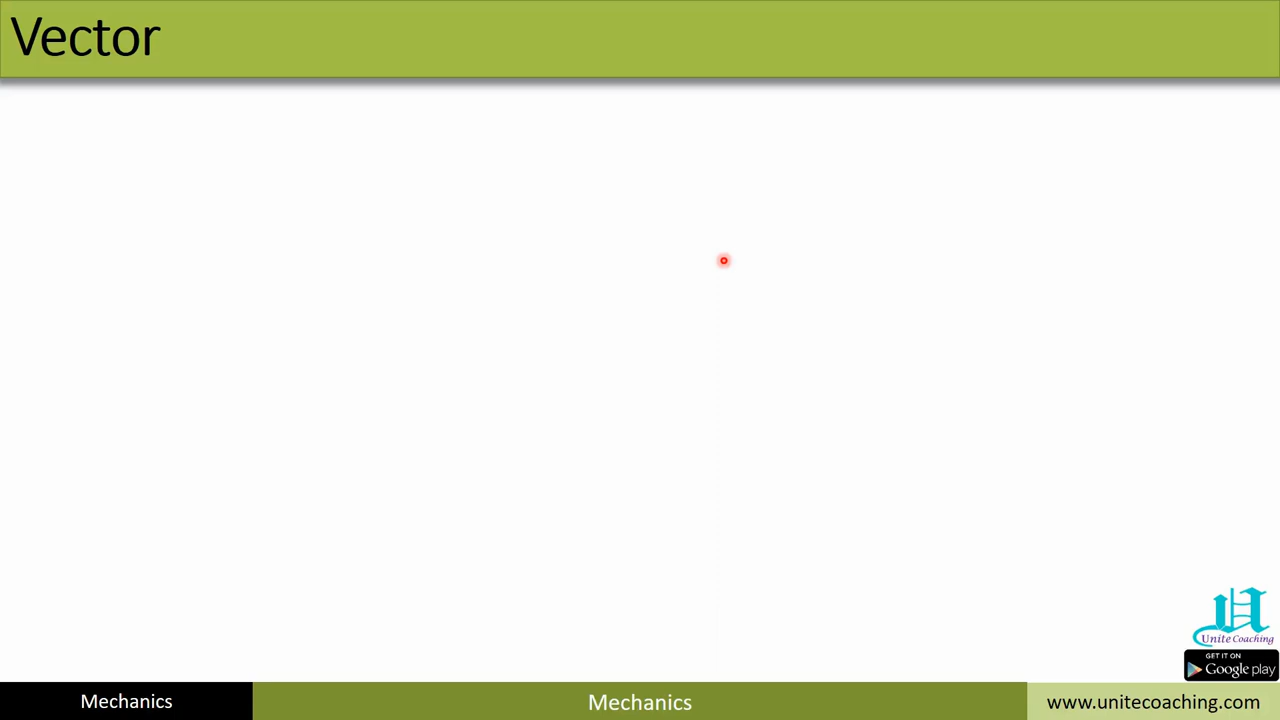 Vector
Unite Coaching
GET IT ON
Google play
Mechanics
Mechanics
www.unitecoaching.com